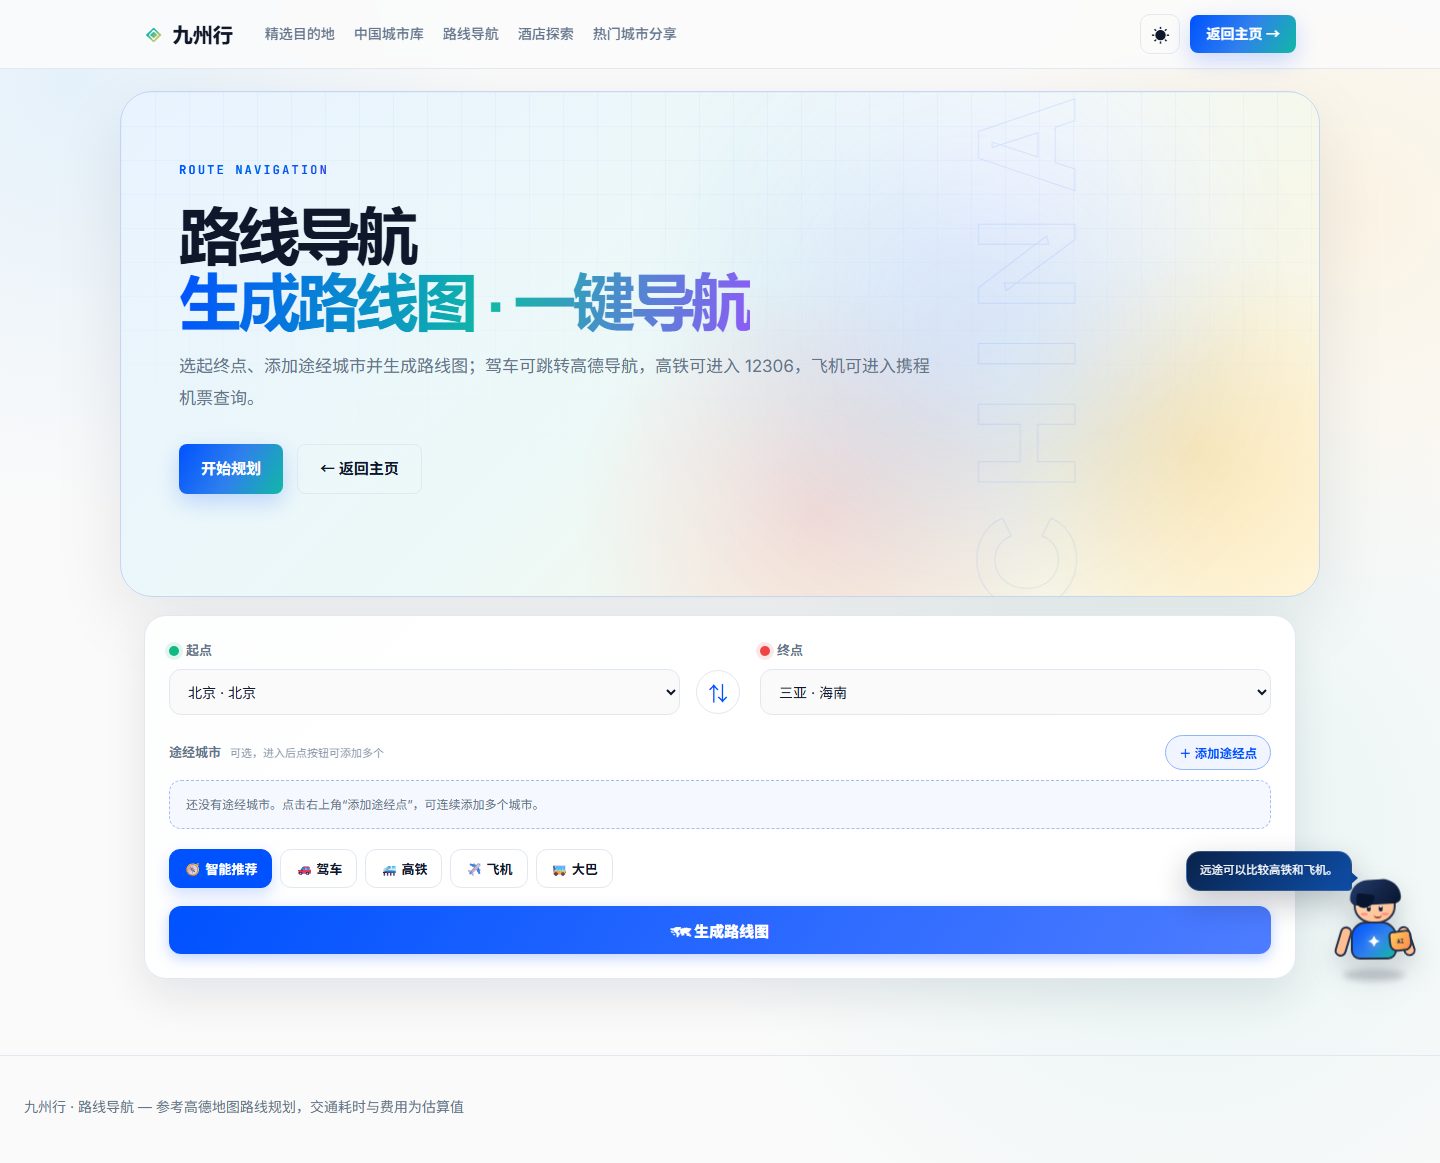 九州行
精选目的地 中国城市库 路线导航 酒店探索 热门城市分享
返回主页 →
CHINA
ROUTE NAVIGATION
路线导航
生成路线图 · 一键导航
选起终点、添加途经城市并生成路线图；驾车可跳转高德导航，高铁可进入 12306，飞机可进入携程
机票查询。
开始规划
← 返回主页
起点
终点
北京 · 北京
三亚 · 海南
途经城市 可选，进入后点按钮可添加多个
＋ 添加途经点
还没有途经城市。点击右上角“添加途经点”，可连续添加多个城市。
智能推荐 驾车 高铁 飞机 大巴
远途可以比较高铁和飞机。
AI
生成路线图
九州行 · 路线导航 — 参考高德地图路线规划，交通耗时与费用为估算值